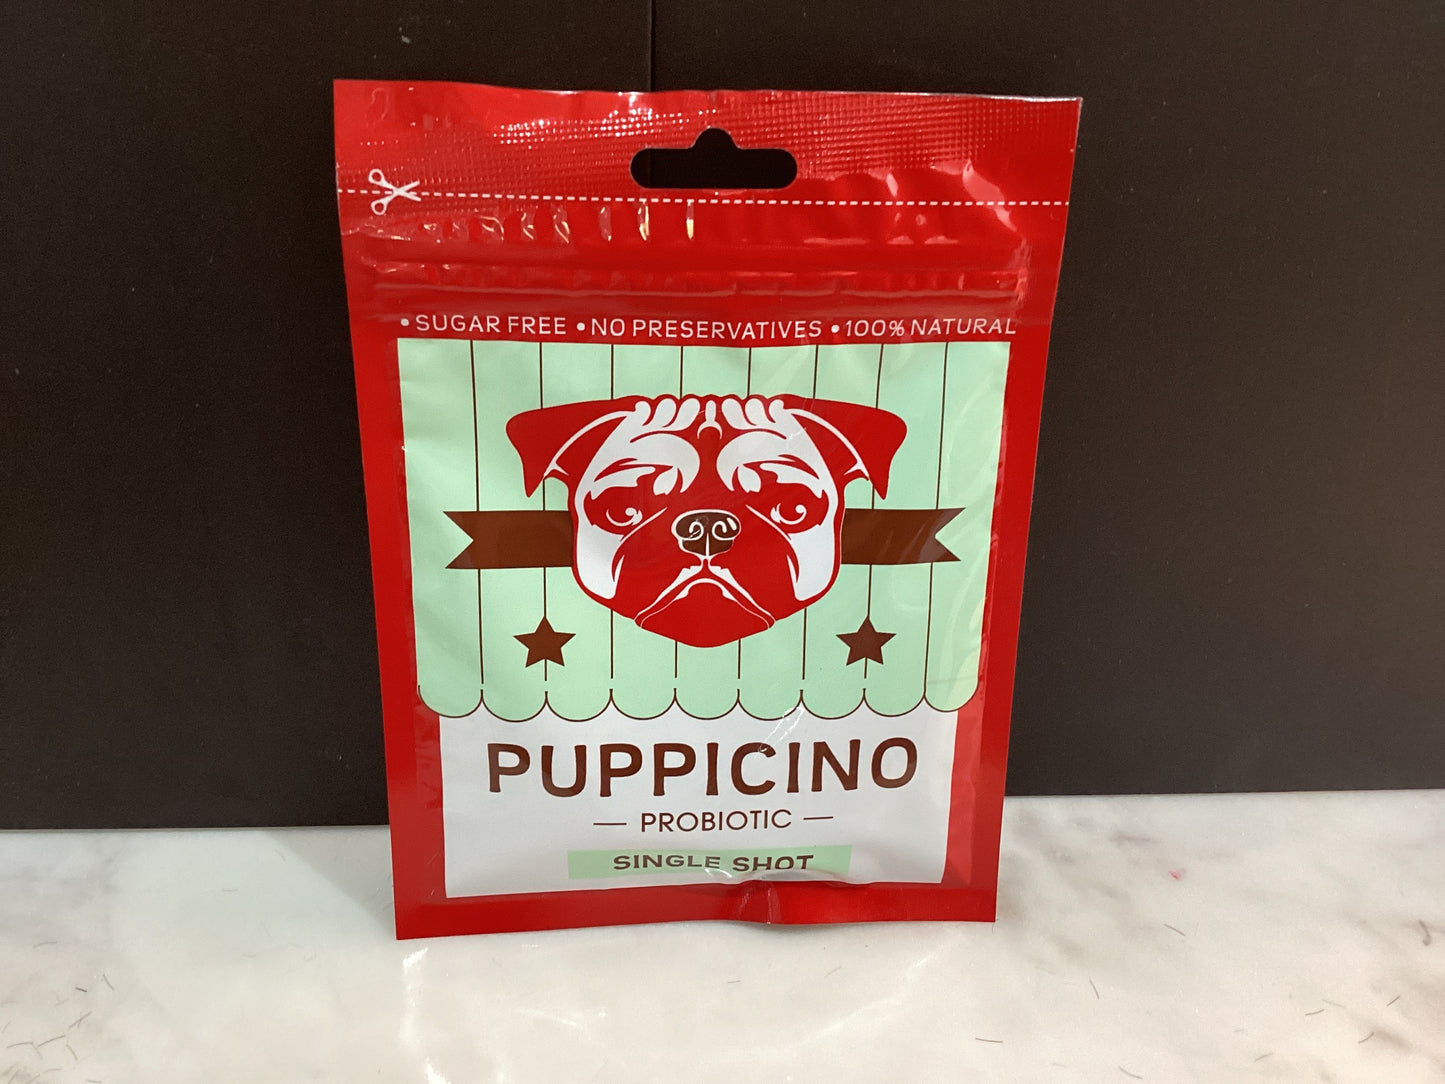 • SUGAR FREE • NO PRESERVATIVES • 100% NATURAL
PUPPICINO
— PROBIOTIC —
SINGLE SHOT